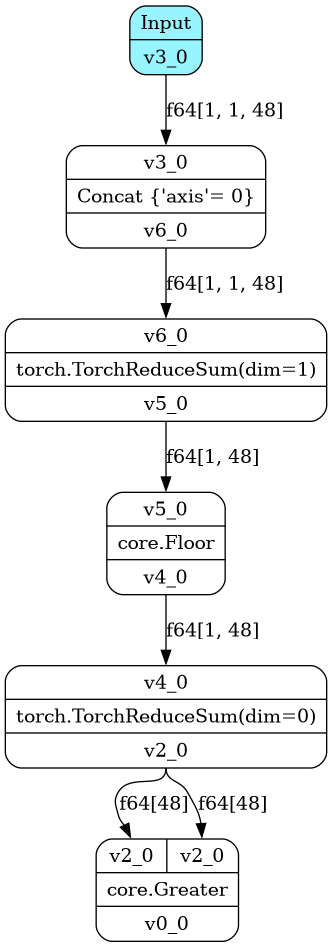 Input
v3_0
f64[1, 1, 48]
v3_0
Concat {'axis'= 0}
v6_0
f64[1, 1, 48]
v6_0
torch.TorchReduceSum(dim=1)
v5_0
f64[1, 48]
v5_0
core.Floor
v4_0
f64[1, 48]
v4_0
torch.TorchReduceSum(dim=0)
v2_0
f64[48] f64[48]
v2_0 v2_0
core.Greater
v0_0